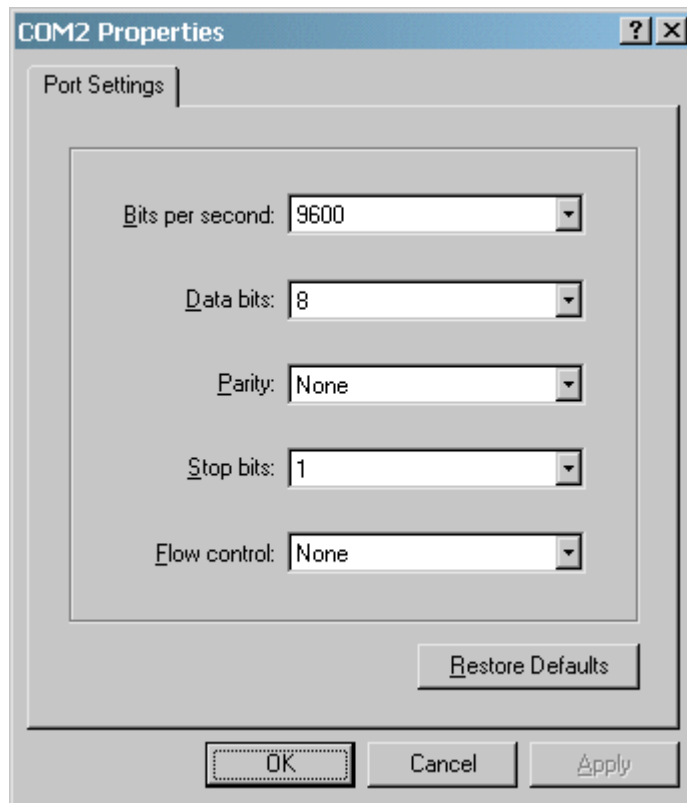 COM2 Properties
Port Settings
Bits per second: 9600
Data bits: 8
Parity: None
Stop bits: 1
Flow control: None
Restore Defaults
OK Cancel Apply